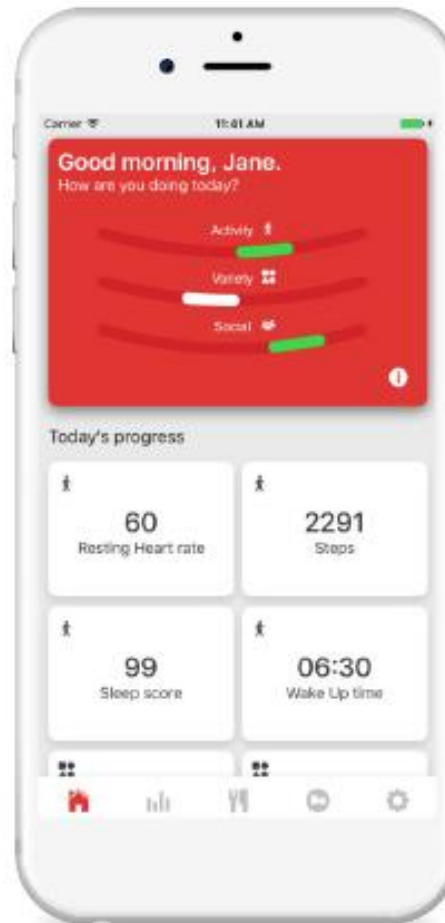 Carrier
11:41 AM
Good morning, Jane.
How are you doing today?
Activity
Variety
Social
i
Today's progress
60
Resting Heart rate
2291
Steps
99
Sleep score
06:30
Wake Up time